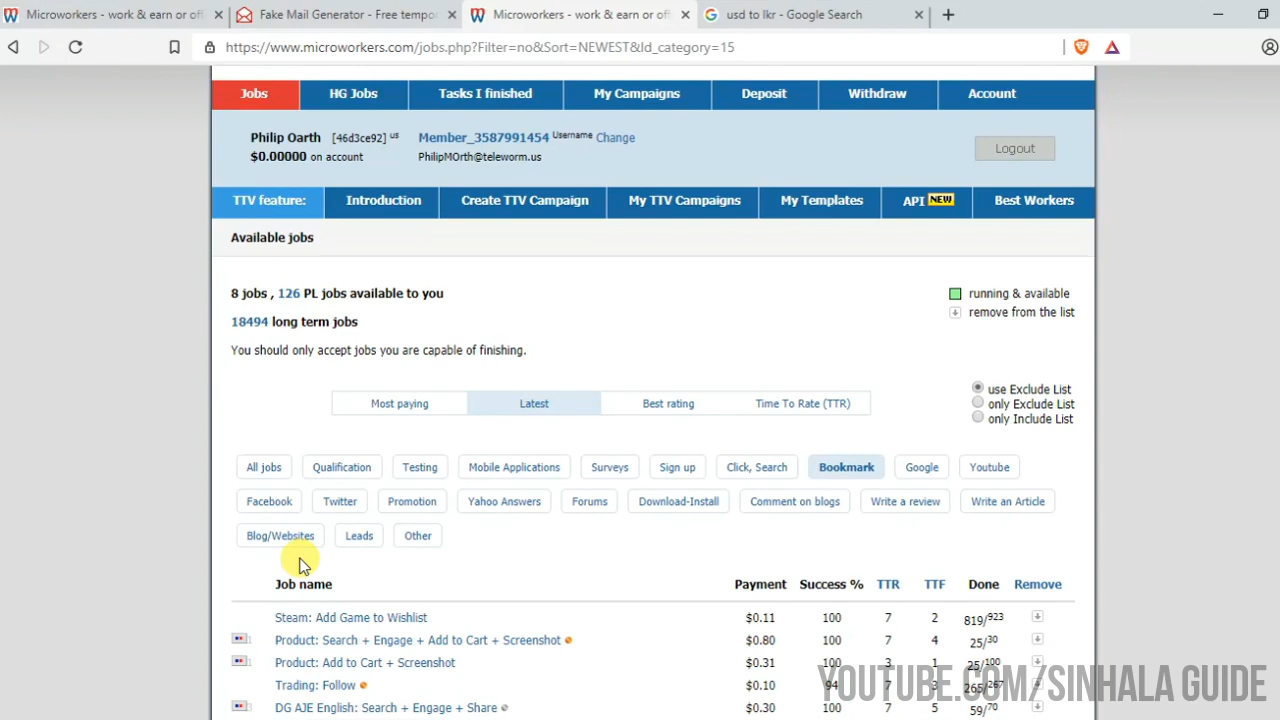 Microworkers - work & earn or off
Fake Mail Generator - Free tempo
Microworkers - work & earn or off
usd to lkr - Google Search
https://www.microworkers.com/jobs.php?Filter=no&Sort=NEWEST&Id_category=15
Jobs HG Jobs Tasks I finished My Campaigns Deposit Withdraw Account
Philip Oarth [46d3ce92] us Member_3587991454 Username Change
$0.00000 on account PhilipMOrth@teleworm.us
Logout
TTV feature: Introduction Create TTV Campaign My TTV Campaigns My Templates API NEW Best Workers
Available jobs
8 jobs , 126 PL jobs available to you
running & available
18494 long term jobs
remove from the list
You should only accept jobs you are capable of finishing.
Most paying Latest Best rating Time To Rate (TTR)
use Exclude List
only Exclude List
only Include List
All jobs Qualification Testing Mobile Applications Surveys Sign up Click, Search Bookmark Google Youtube
Facebook Twitter Promotion Yahoo Answers Forums Download-Install Comment on blogs Write a review Write an Article
Blog/Websites Leads Other
Job name Payment Success % TTR TTF Done Remove
Steam: Add Game to Wishlist $0.11 100 7 2 819/923
Product: Search + Engage + Add to Cart + Screenshot $0.80 100 7 4 25/30
Product: Add to Cart + Screenshot $0.31 100 3 1 25/100
Trading: Follow $0.10 94 7 3 265/267
DG AJE English: Search + Engage + Share $0.30 100 7 5 59/70
YOUTUBE.COM/SINHALA GUIDE